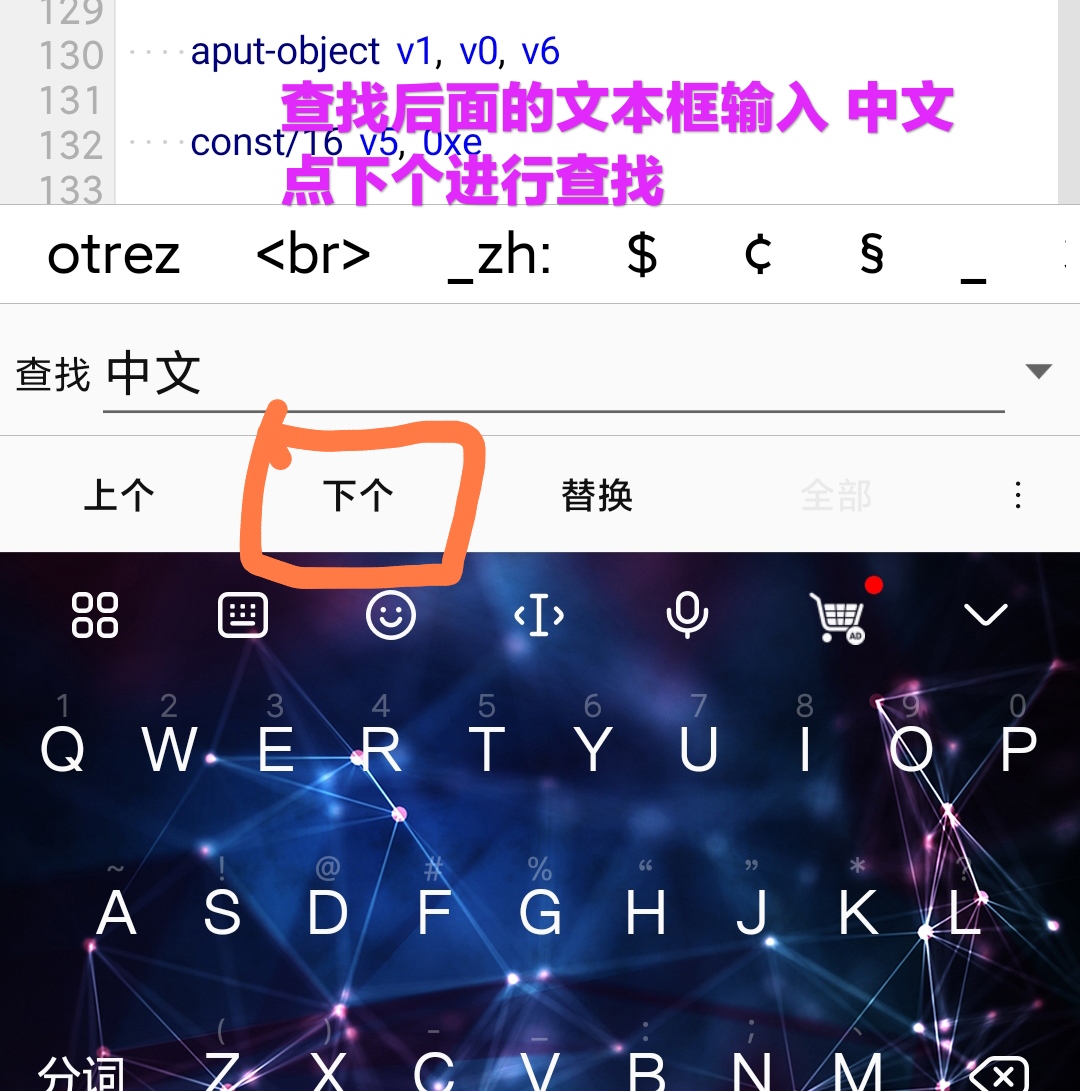 129
130 ····aput-object v1, v0, v6
131
查找后面的文本框输入 中文
132 ····const/16 v5, 0xe
点下个进行查找
133
otrez <br> _zh: $ ¢ § _
查找 中文
上个 下个 替换 全部 ⋮
AD
1 2 3 4 5 6 7 8 9 0
Q W E R T Y U I O P
~ ! @ # % “ ” * ?
A S D F G H J K L
( ) - _ : ; 、
分词 Z X C V B N M